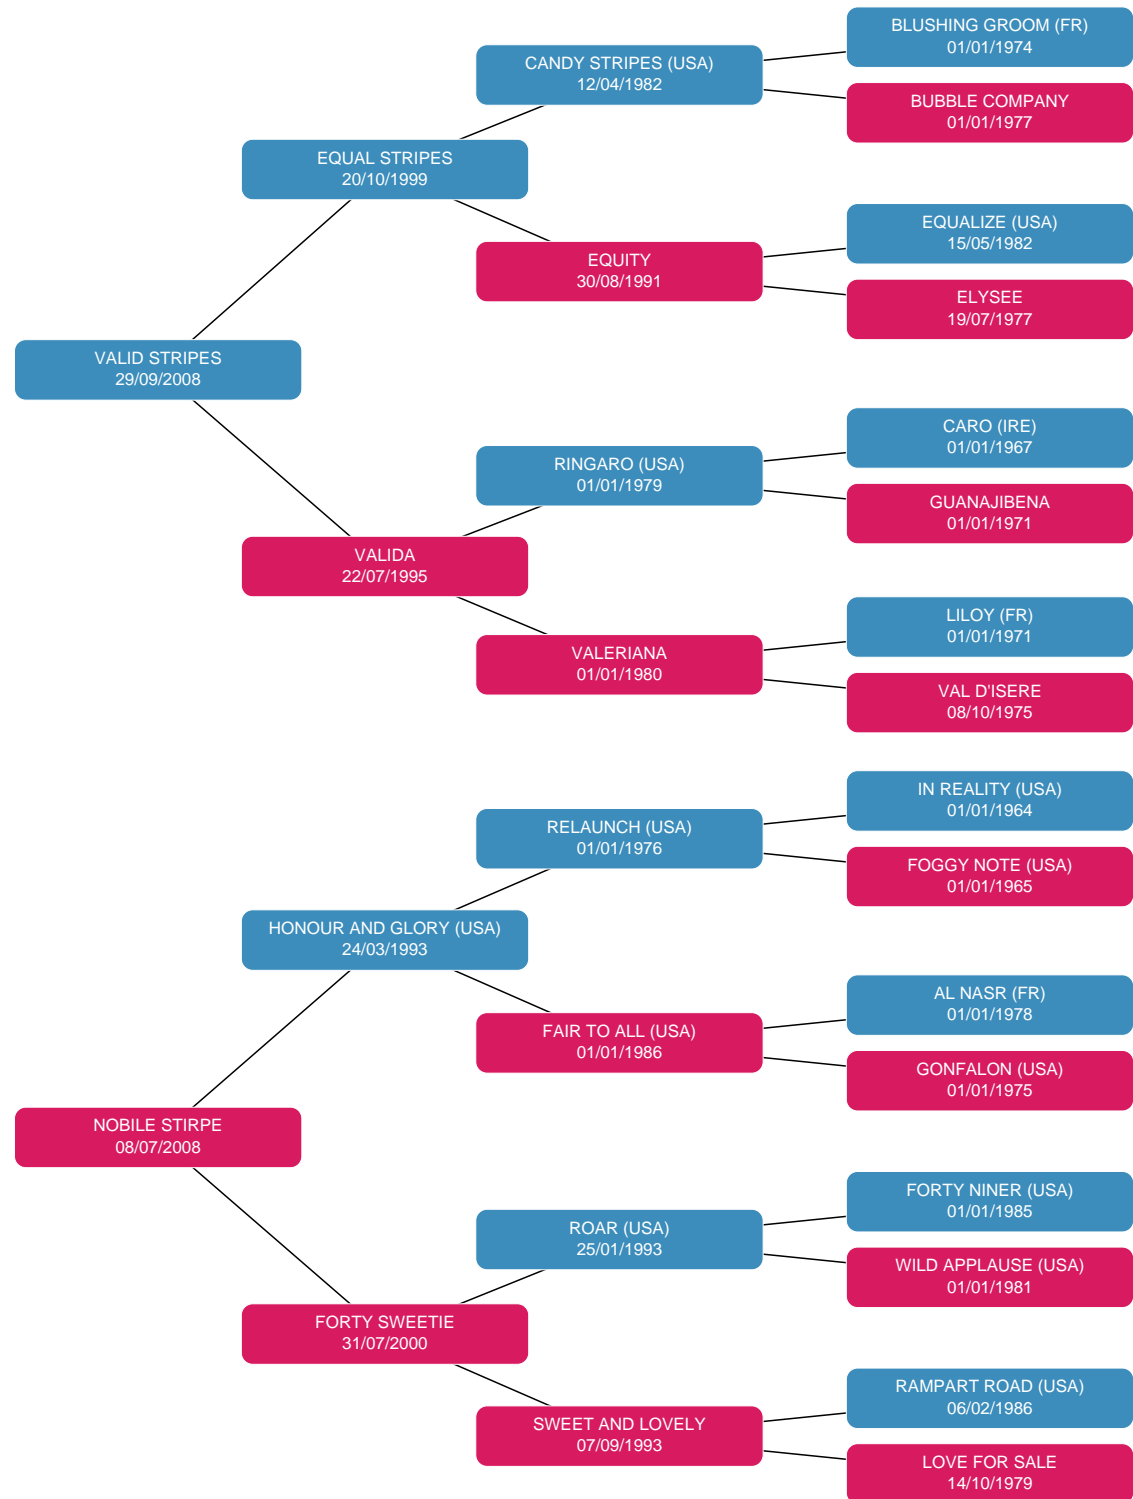 BLUSHING GROOM (FR)
01/01/1974
CANDY STRIPES (USA)
12/04/1982
BUBBLE COMPANY
01/01/1977
EQUAL STRIPES
20/10/1999
EQUALIZE (USA)
15/05/1982
EQUITY
30/08/1991
ELYSEE
19/07/1977
VALID STRIPES
29/09/2008
CARO (IRE)
01/01/1967
RINGARO (USA)
01/01/1979
GUANAJIBENA
01/01/1971
VALIDA
22/07/1995
LILOY (FR)
01/01/1971
VALERIANA
01/01/1980
VAL D'ISERE
08/10/1975
IN REALITY (USA)
01/01/1964
RELAUNCH (USA)
01/01/1976
FOGGY NOTE (USA)
01/01/1965
HONOUR AND GLORY (USA)
24/03/1993
AL NASR (FR)
01/01/1978
FAIR TO ALL (USA)
01/01/1986
GONFALON (USA)
01/01/1975
NOBILE STIRPE
08/07/2008
FORTY NINER (USA)
01/01/1985
ROAR (USA)
25/01/1993
WILD APPLAUSE (USA)
01/01/1981
FORTY SWEETIE
31/07/2000
RAMPART ROAD (USA)
06/02/1986
SWEET AND LOVELY
07/09/1993
LOVE FOR SALE
14/10/1979